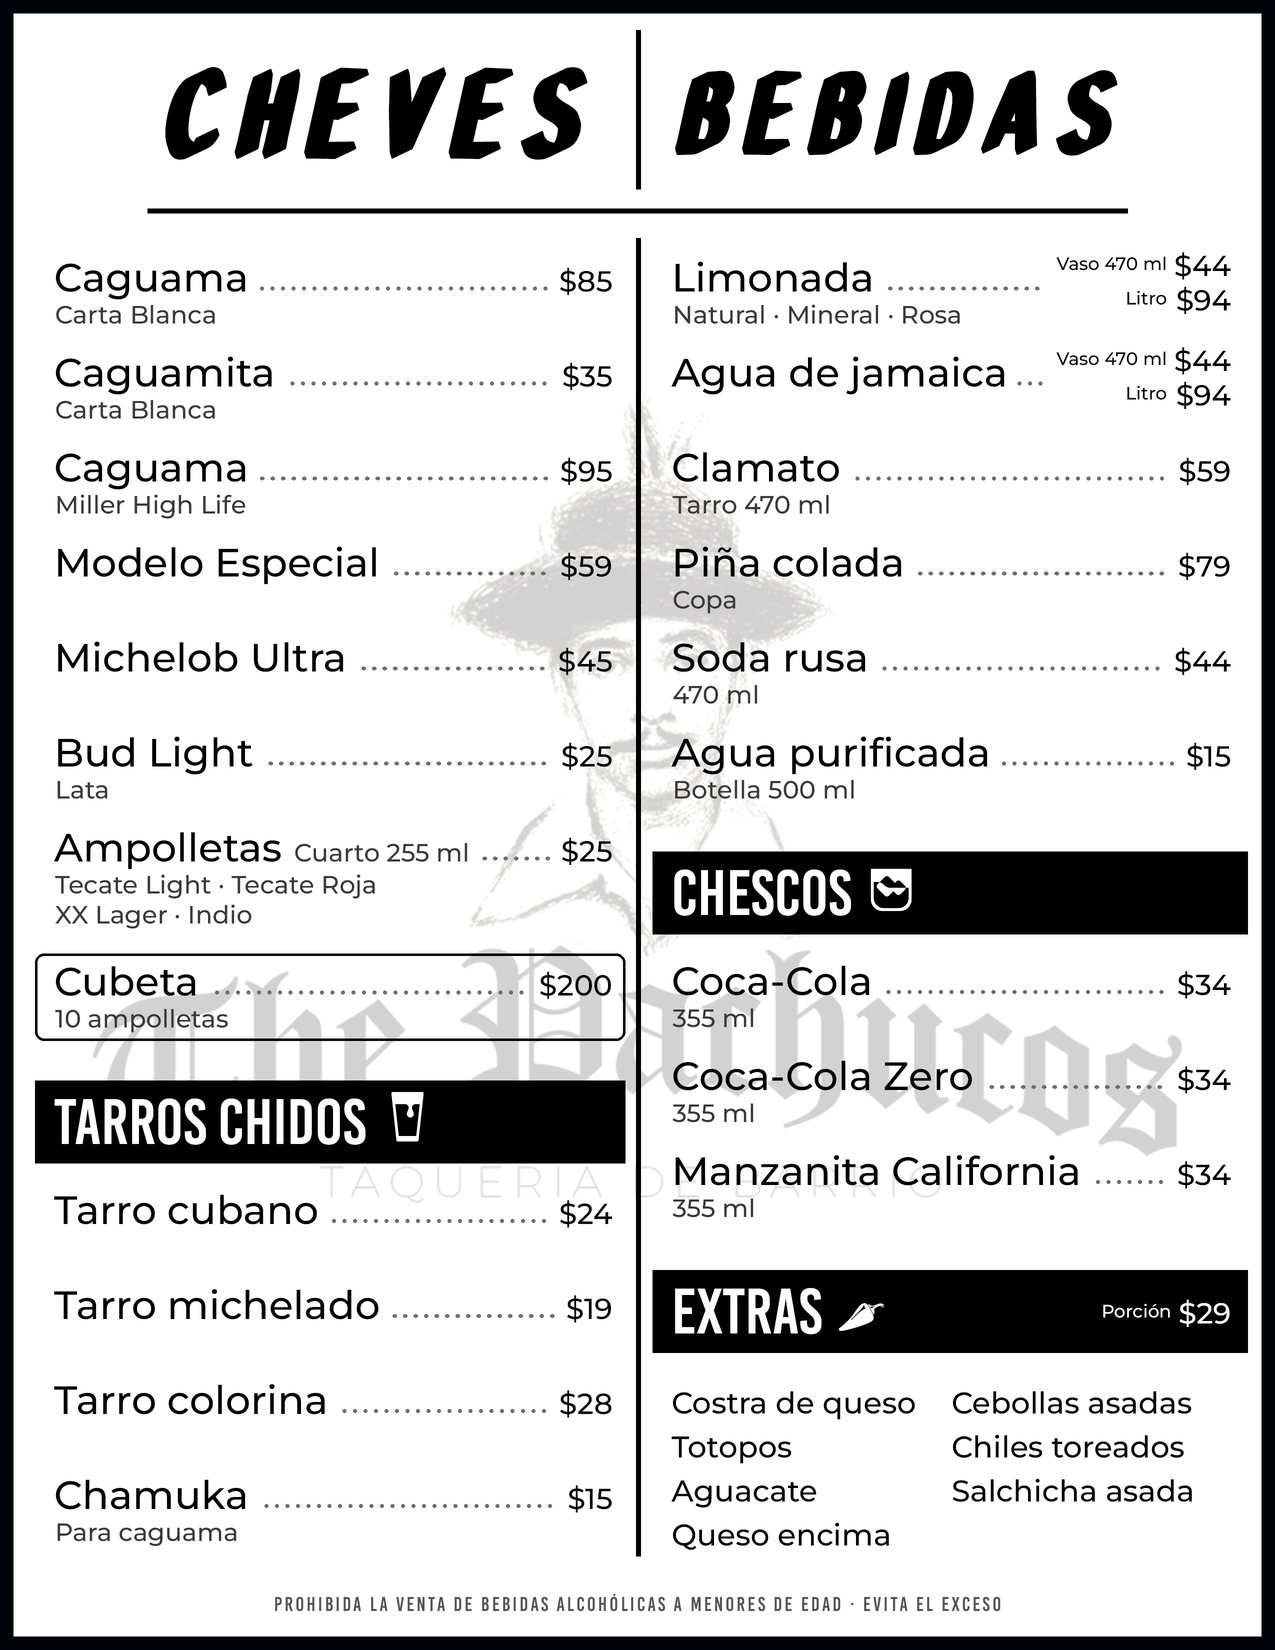 CHEVES
BEBIDAS
Caguama ........................... $85
Carta Blanca
Caguamita ......................... $35
Carta Blanca
Caguama ........................... $95
Miller High Life
Modelo Especial ............... $59
Michelob Ultra .................. $45
Bud Light ........................... $25
Lata
Ampolletas Cuarto 255 ml ....... $25
Tecate Light · Tecate Roja
XX Lager · Indio
Cubeta .............................. $200
10 ampolletas
TARROS CHIDOS
Tarro cubano ..................... $24
Tarro michelado ................ $19
Tarro colorina .................... $28
Chamuka ............................ $15
Para caguama
Limonada ............... Vaso 470 ml $44
Litro $94
Natural · Mineral · Rosa
Agua de jamaica ... Vaso 470 ml $44
Litro $94
Clamato .............................. $59
Tarro 470 ml
Piña colada ........................ $79
Copa
Soda rusa ........................... $44
470 ml
Agua purificada ................. $15
Botella 500 ml
CHESCOS
Coca-Cola ........................... $34
355 ml
Coca-Cola Zero ................. $34
355 ml
Manzanita California ....... $34
355 ml
EXTRAS Porción $29
Costra de queso
Totopos
Aguacate
Queso encima
Cebollas asadas
Chiles toreados
Salchicha asada
The Pachucos
TAQUERIA DE BARRIO
PROHIBIDA LA VENTA DE BEBIDAS ALCOHÓLICAS A MENORES DE EDAD · EVITA EL EXCESO